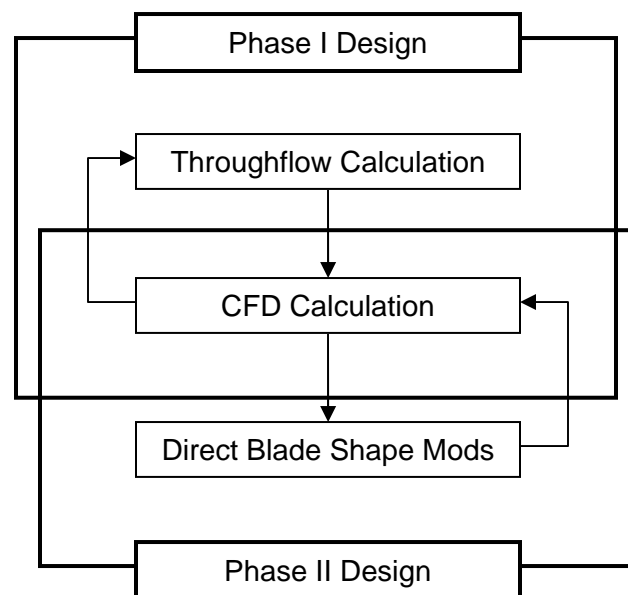 Phase I Design
Throughflow Calculation
CFD Calculation
Direct Blade Shape Mods
Phase II Design